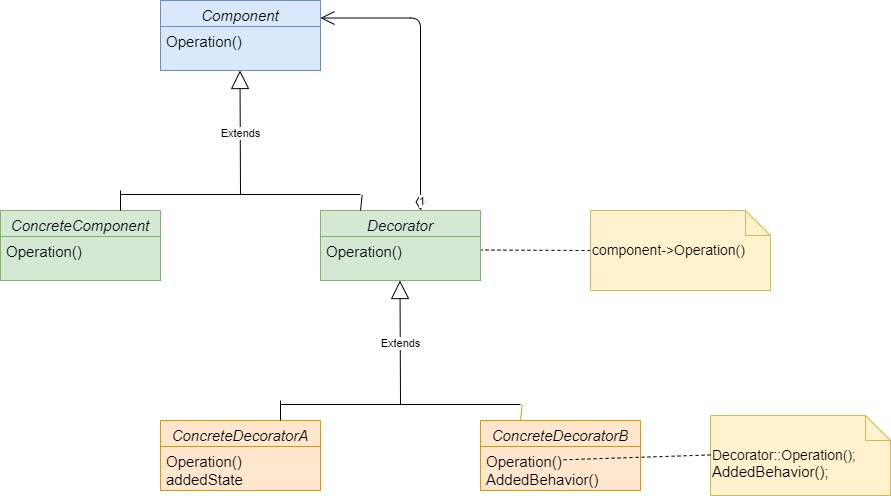 Component
Operation()
Extends
1
ConcreteComponent
Operation()
Decorator
Operation()
component->Operation()
Extends
ConcreteDecoratorA
Operation()
addedState
ConcreteDecoratorB
Operation()
AddedBehavior()
Decorator::Operation();
AddedBehavior();